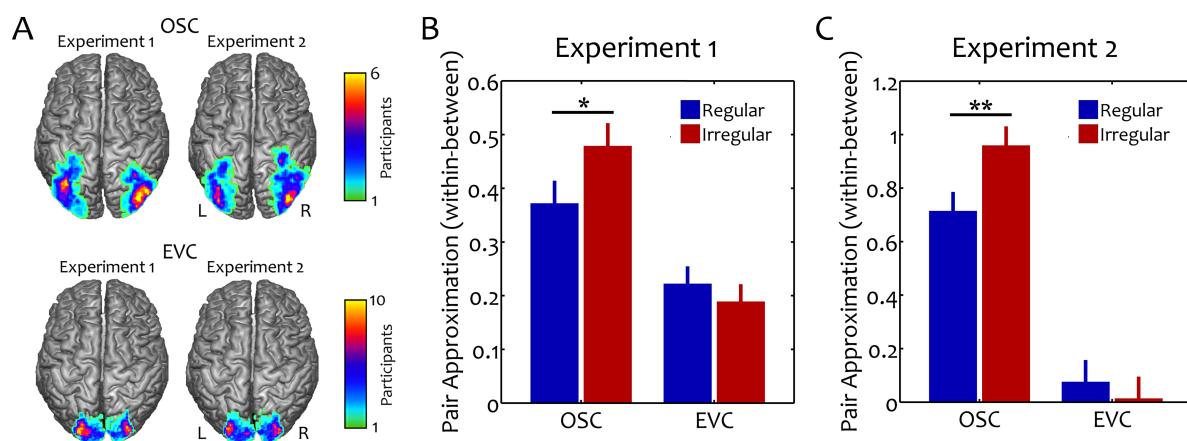 A
OSC
Experiment 1
Experiment 2
6
Participants
1
L
R
EVC
Experiment 1
Experiment 2
10
Participants
1
L
R
B
Experiment 1
Pair Approximation (within-between)
0.6
0.5
0.4
0.3
0.2
0.1
0
*
Regular
Irregular
OSC
EVC
C
Experiment 2
Pair Approximation (within-between)
1.2
1
0.8
0.6
0.4
0.2
0
**
Regular
Irregular
OSC
EVC